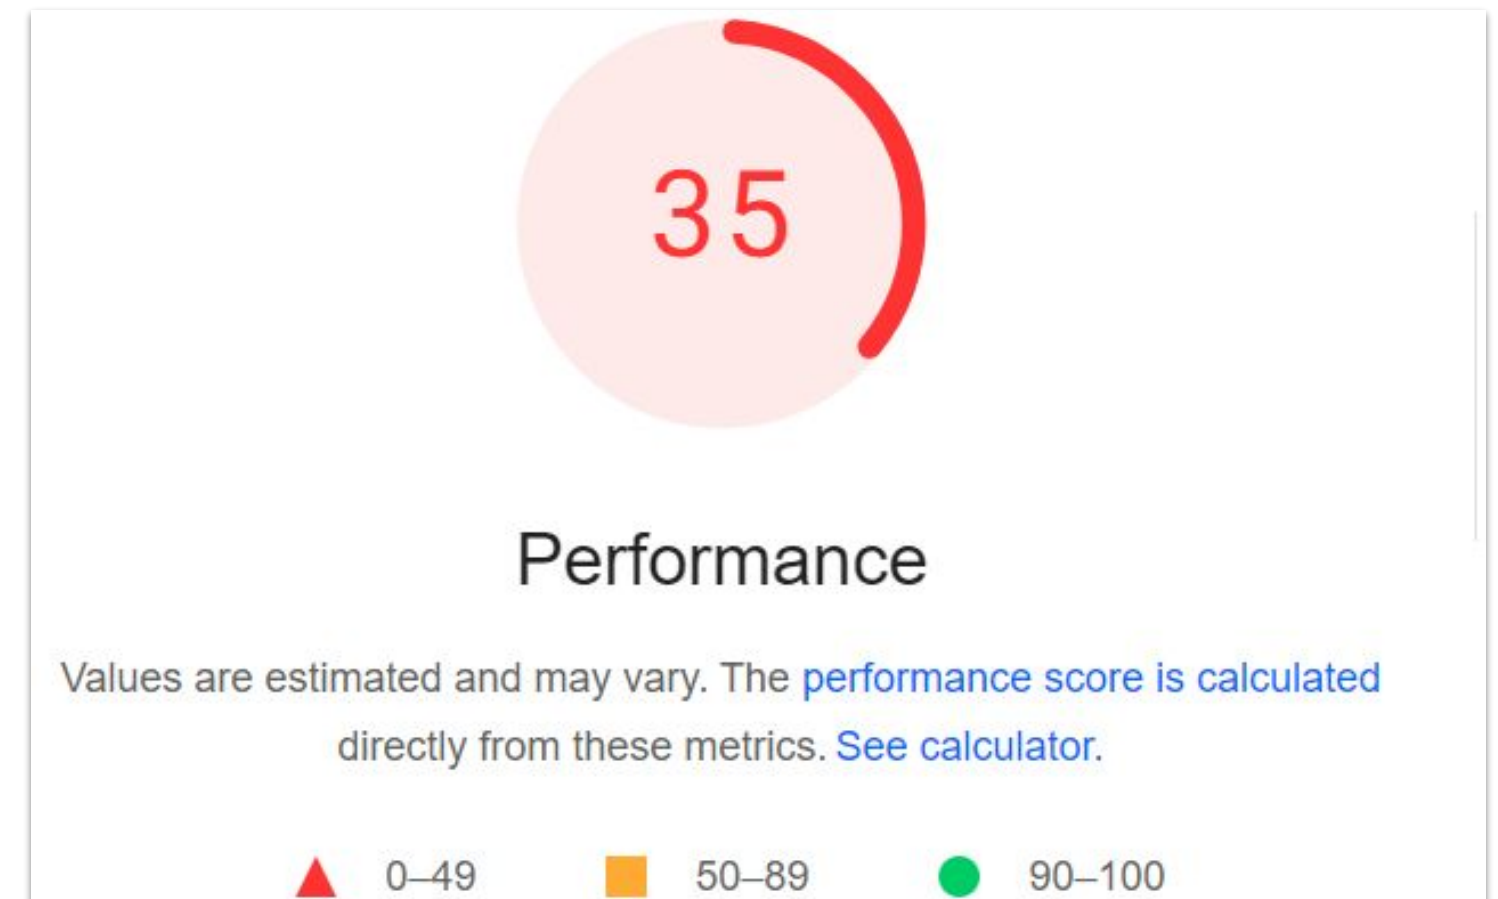 35
Performance
Values are estimated and may vary. The performance score is calculated
directly from these metrics. See calculator.
0–49 50–89 90–100